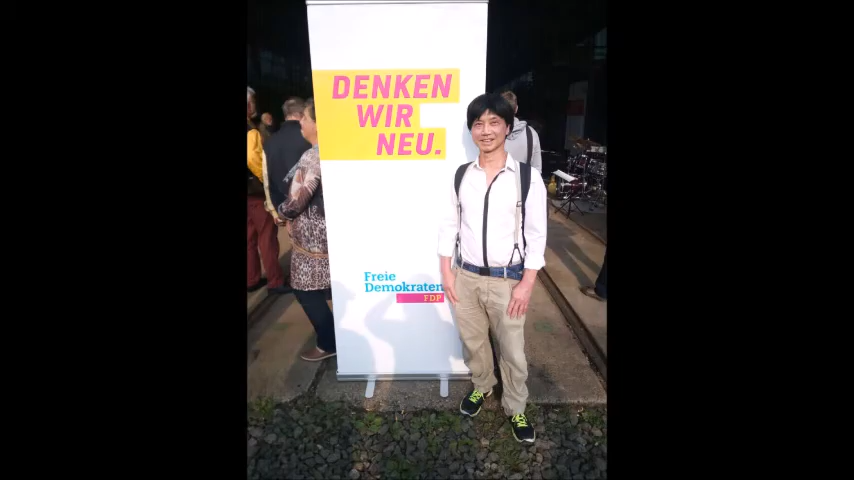 DENKEN
WIR
NEU.
Freie
Demokraten
FDP